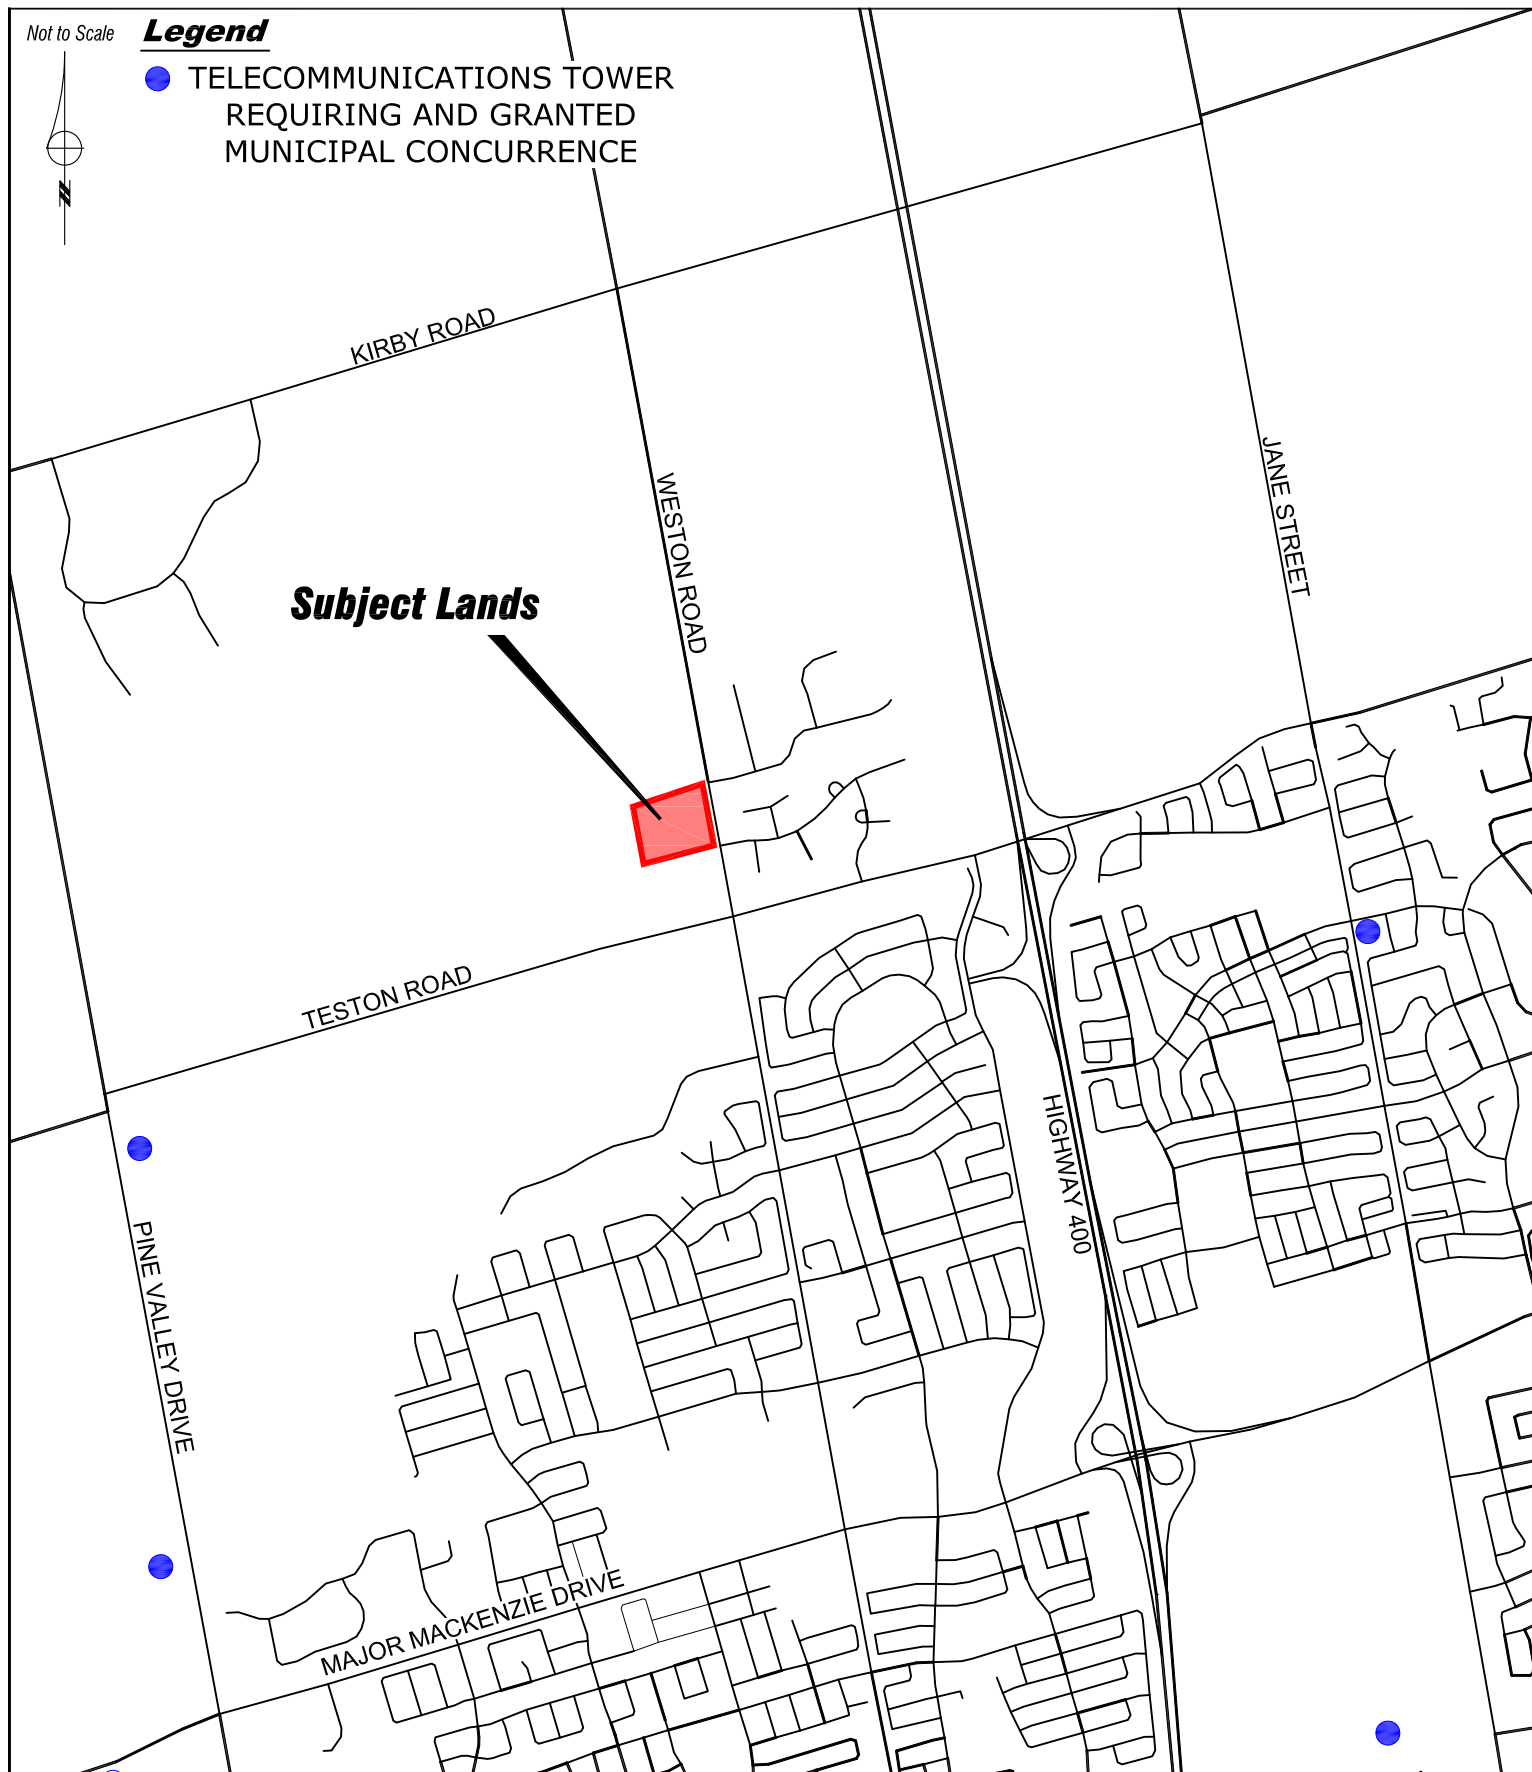 Not to Scale
Legend
TELECOMMUNICATIONS TOWER
REQUIRING AND GRANTED
MUNICIPAL CONCURRENCE
N
KIRBY ROAD
WESTON ROAD
JANE STREET
Subject Lands
TESTON ROAD
HIGHWAY 400
PINE VALLEY DRIVE
MAJOR MACKENZIE DRIVE